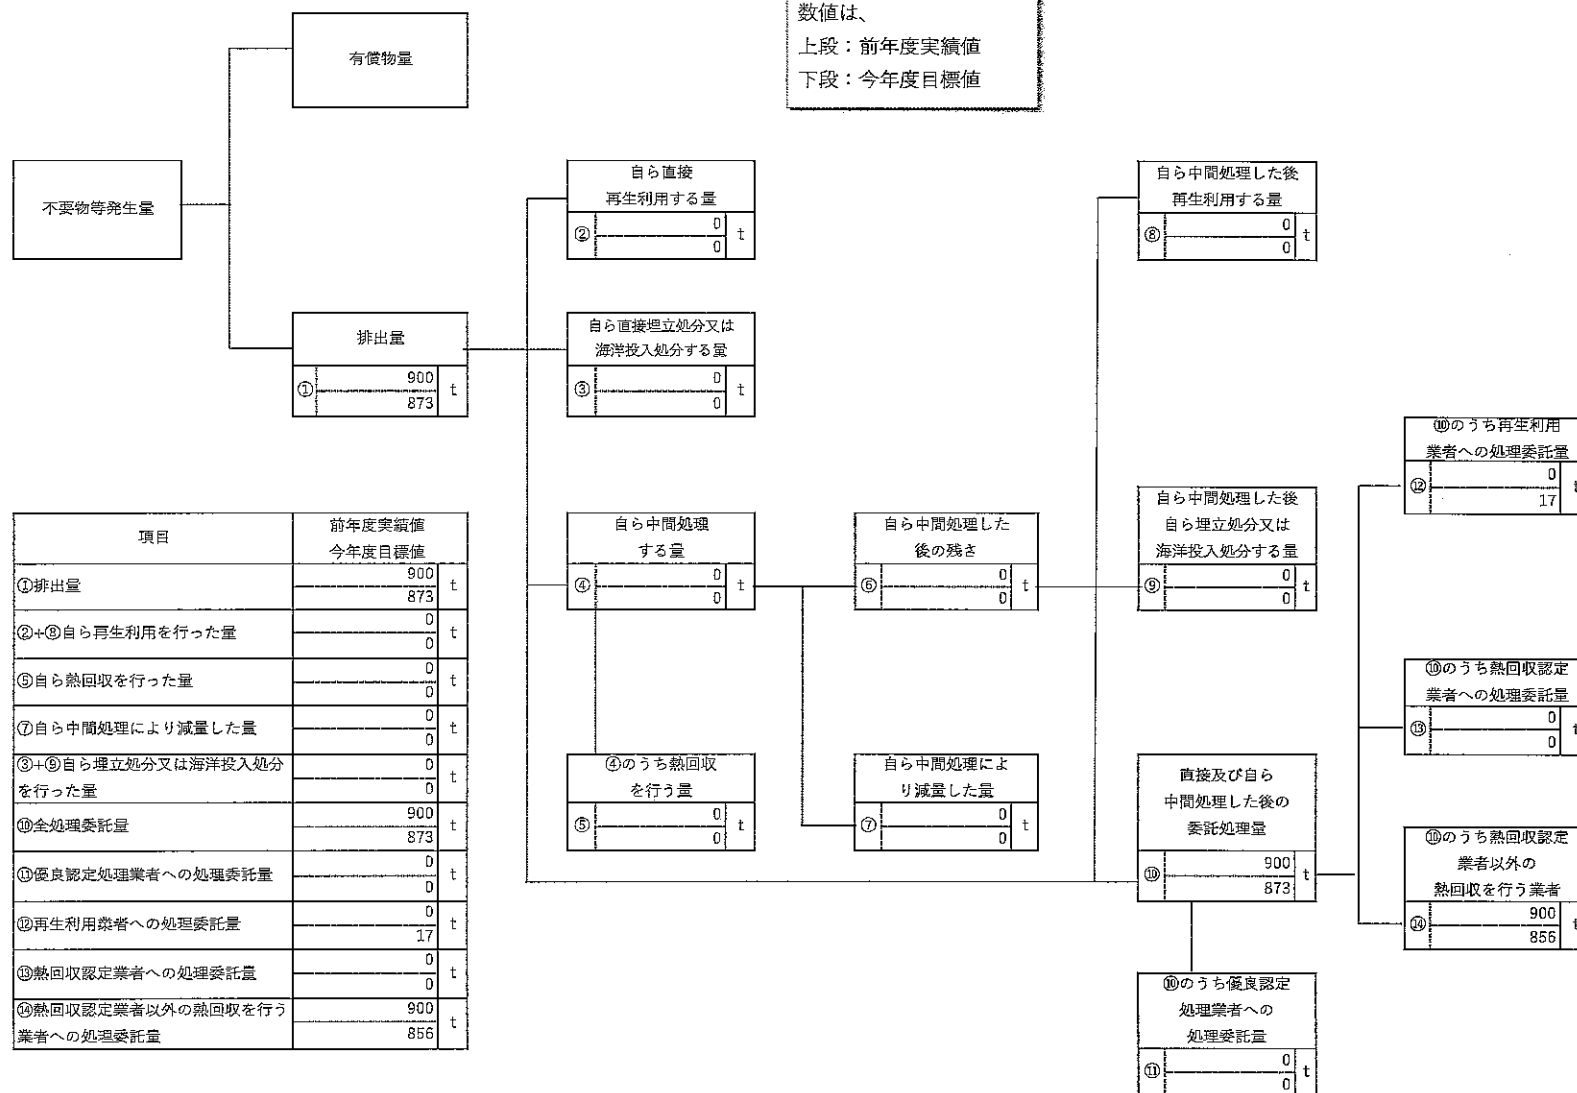 数値は、
上段：前年度実績値
下段：今年度目標値
有償物量
不要物等発生量
排出量
①
900
873
t
自ら直接
再生利用する量
②
0
0
t
自ら直接埋立処分又は
海洋投入処分する量
③
0
0
t
自ら中間処理
する量
④
0
0
t
④のうち熱回収
を行う量
⑤
0
0
t
自ら中間処理した
後の残さ
⑥
0
0
t
自ら中間処理によ
り減量した量
⑦
0
0
t
自ら中間処理した後
再生利用する量
⑧
0
0
t
自ら中間処理した後
自ら埋立処分又は
海洋投入処分する量
⑨
0
0
t
直接及び自ら
中間処理した後の
委託処理量
⑩
900
873
t
⑩のうち優良認定
処理業者への
処理委託量
⑪
0
0
t
⑩のうち再生利用
業者への処理委託量
⑫
0
17
t
⑩のうち熱回収認定
業者への処理委託量
⑬
0
0
t
⑩のうち熱回収認定
業者以外の
熱回収を行う業者
⑭
900
856
t
項目
前年度実績値
今年度目標値
①排出量
900
873
t
②+⑧自ら再生利用を行った量
0
0
t
⑤自ら熱回収を行った量
0
0
t
⑦自ら中間処理により減量した量
0
0
t
③+⑨自ら埋立処分又は海洋投入処分
を行った量
0
0
t
⑩全処理委託量
900
873
t
⑪優良認定処理業者への処理委託量
0
0
t
⑫再生利用業者への処理委託量
0
17
t
⑬熱回収認定業者への処理委託量
0
0
t
⑭熱回収認定業者以外の熱回収を行う
業者への処理委託量
900
856
t